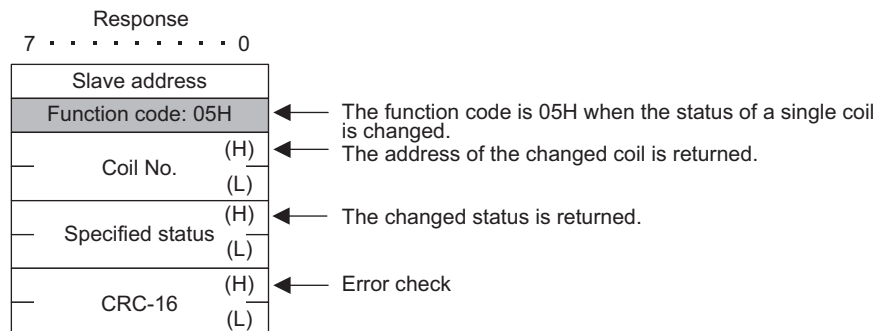 Response
7 · · · · · · · · · 0
Slave address
Function code: 05H
The function code is 05H when the status of a single coil
is changed.
Coil No.
(H)
(L)
The address of the changed coil is returned.
Specified status
(H)
(L)
The changed status is returned.
CRC-16
(H)
(L)
Error check